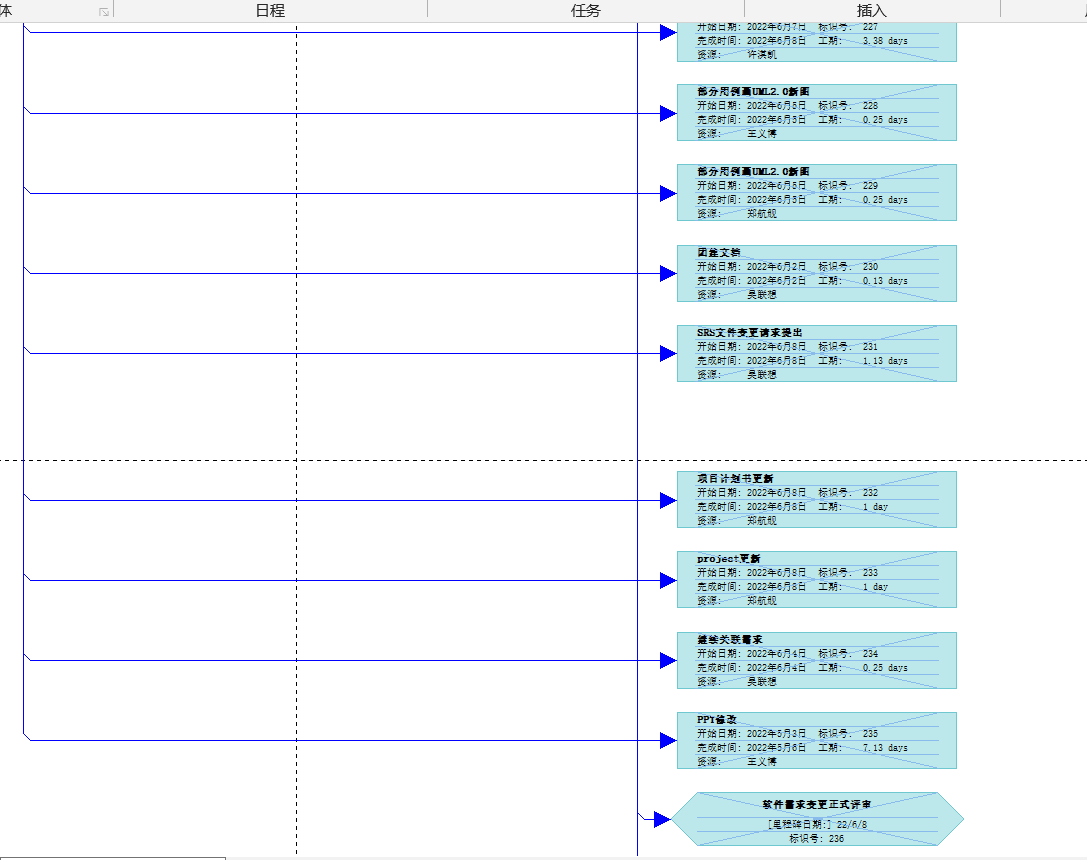 体 日程 任务 插入
开始日期: 2022年6月7日 标识号: 227
完成时间: 2022年6月8日 工期: 3.38 days
资源: 许淇凯
部分用例画UML2.0新图
开始日期: 2022年6月5日 标识号: 228
完成时间: 2022年6月5日 工期: 0.25 days
资源: 王义博
部分用例画UML2.0新图
开始日期: 2022年6月5日 标识号: 229
完成时间: 2022年6月5日 工期: 0.25 days
资源: 郑航舰
团差文档
开始日期: 2022年6月2日 标识号: 230
完成时间: 2022年6月2日 工期: 0.13 days
资源: 吴联想
SRS文件变更请求提出
开始日期: 2022年6月8日 标识号: 231
完成时间: 2022年6月8日 工期: 1.13 days
资源: 吴联想
项目计划书更新
开始日期: 2022年6月8日 标识号: 232
完成时间: 2022年6月8日 工期: 1 day
资源: 郑航舰
project更新
开始日期: 2022年6月8日 标识号: 233
完成时间: 2022年6月8日 工期: 1 day
资源: 郑航舰
继续关联需求
开始日期: 2022年6月4日 标识号: 234
完成时间: 2022年6月4日 工期: 0.25 days
资源: 吴联想
PPT修改
开始日期: 2022年5月3日 标识号: 235
完成时间: 2022年5月6日 工期: 7.13 days
资源: 王义博
软件需求变更正式评审
[里程碑日期:] 22/6/8
标识号: 236